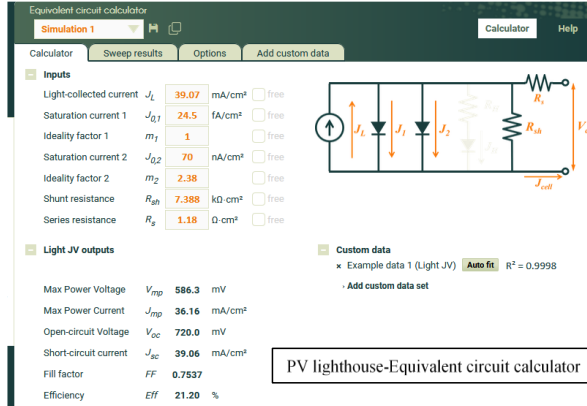 Equivalent circuit calculator
Simulation 1
Calculator Help
Calculator Sweep results Options Add custom data
Inputs
Light-collected current J_L 39.07 mA/cm² free
Saturation current 1 J_0,1 24.5 fA/cm² free
Ideality factor 1 m_1 1 free
Saturation current 2 J_0,2 70 nA/cm² free
Ideality factor 2 m_2 2.38 free
Shunt resistance R_sh 7.388 kΩ·cm² free
Series resistance R_s 1.18 Ω·cm² free
R_s
J_L J_1 J_2 R_sh
J_cell
Light JV outputs
Max Power Voltage V_mp 586.3 mV
Max Power Current J_mp 36.16 mA/cm²
Open-circuit Voltage V_oc 720.0 mV
Short-circuit current J_sc 39.06 mA/cm²
Fill factor FF 0.7537
Efficiency Eff 21.20 %
Custom data
× Example data 1 (Light JV) Auto fit R² = 0.9998
› Add custom data set
PV lighthouse-Equivalent circuit calculator